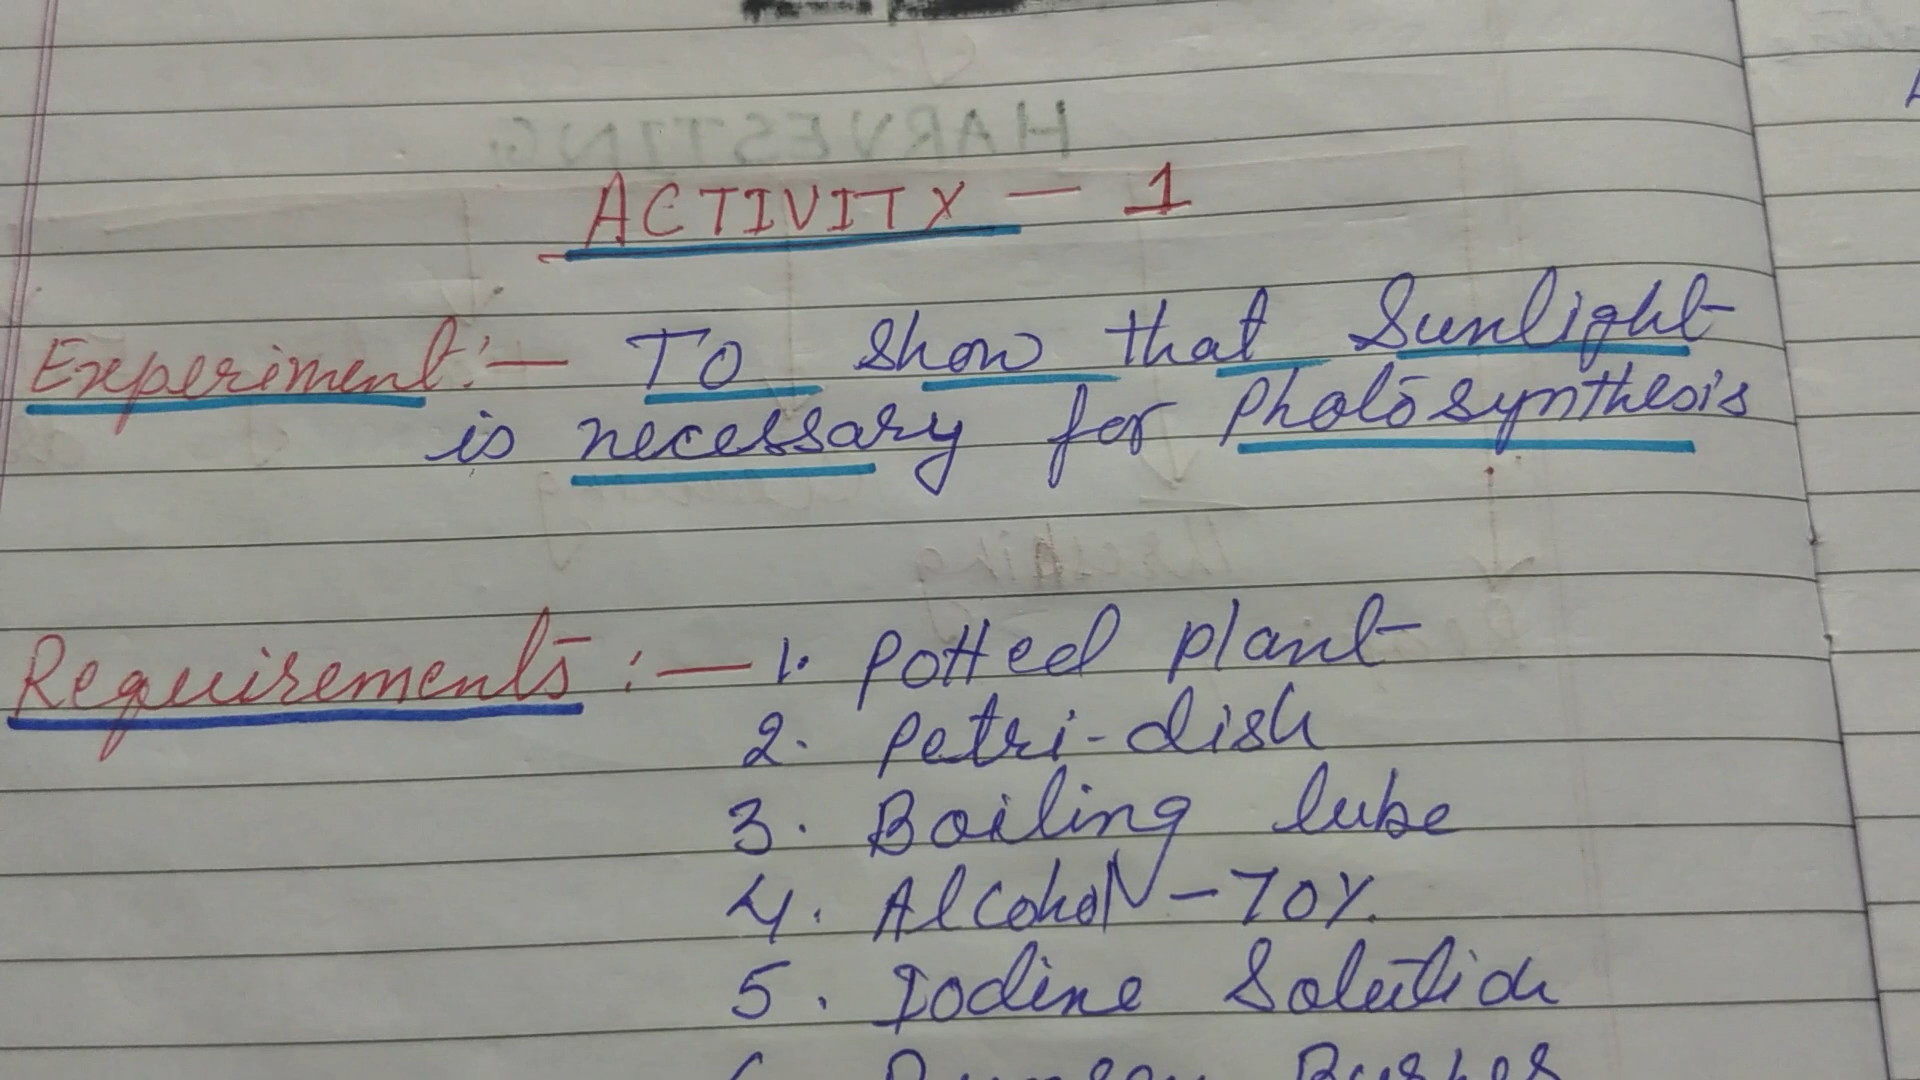 ACTIVITY - 1
Experiment:- TO show that Sunlight
is necessary for Photosynthesis
Requirements :- 1. Potted plant
2. Petri-dish
3. Boiling tube
4. Alcohol - 70%
5. Iodine Solution